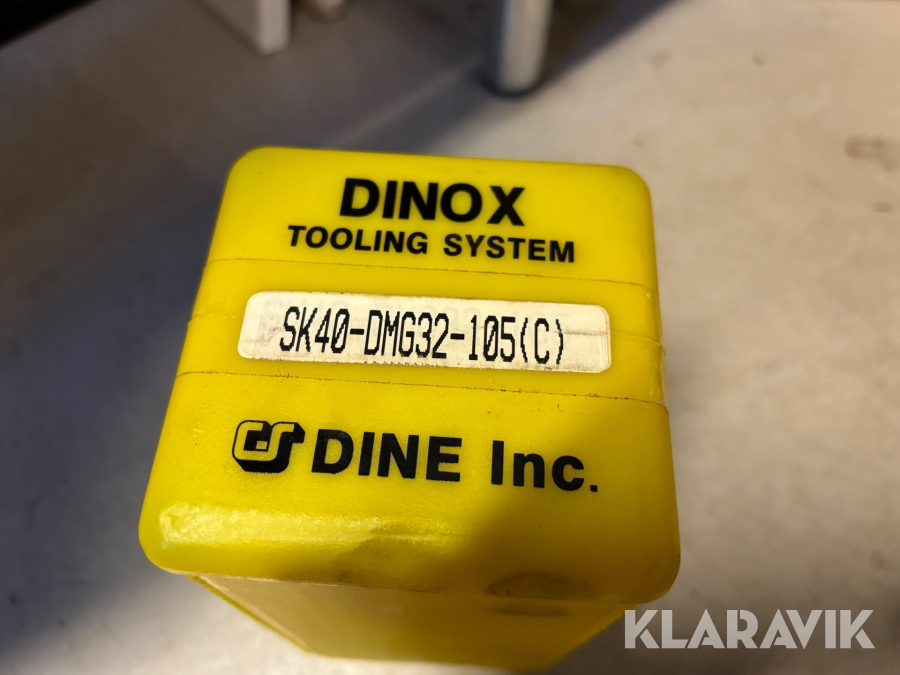 DINOX
TOOLING SYSTEM
SK40-DMG32-105(C)
DINE Inc.
KLARAVIK